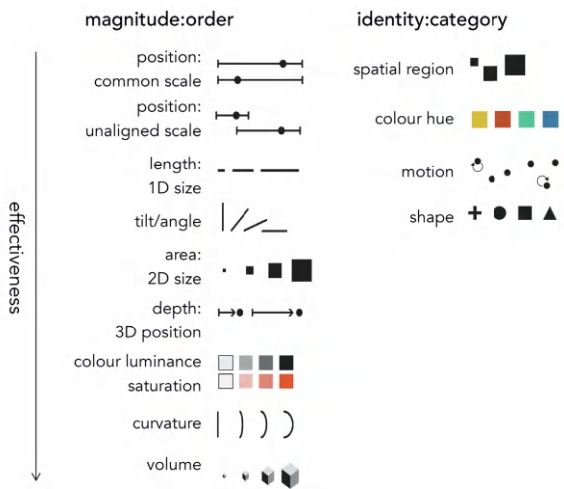 magnitude:order
identity:category
effectiveness
position:
common scale
position:
unaligned scale
length:
1D size
tilt/angle
area:
2D size
depth:
3D position
colour luminance
saturation
curvature
volume
spatial region
colour hue
motion
shape